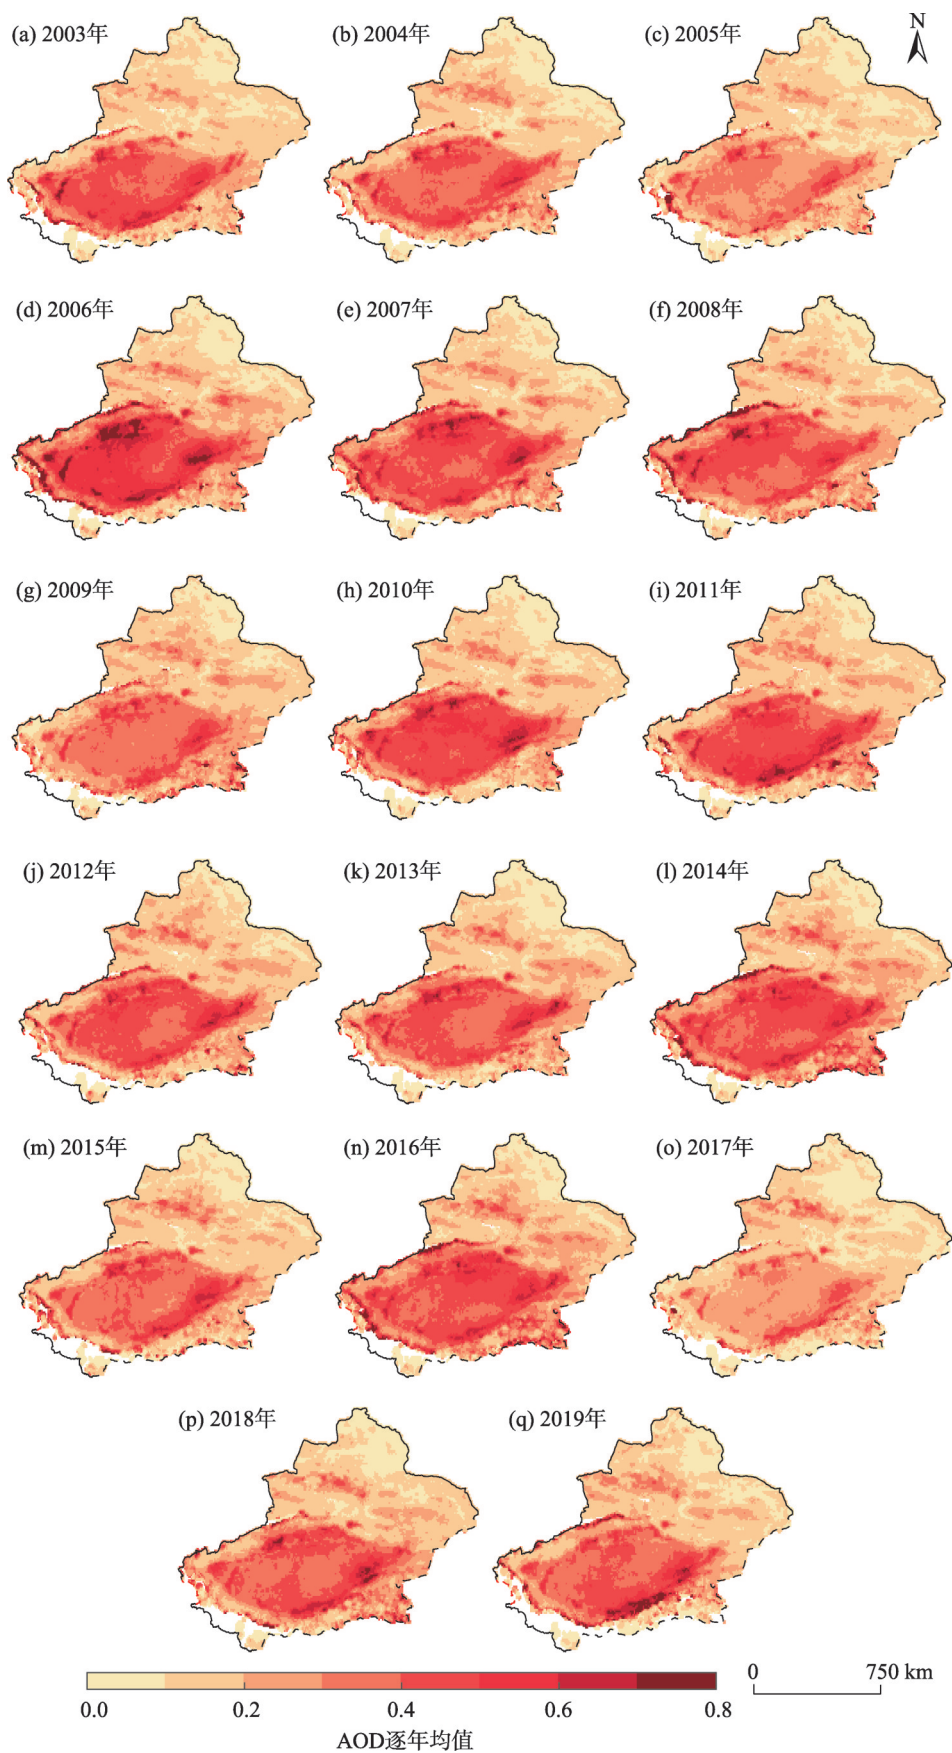 (a) 2003年
(b) 2004年
(c) 2005年
N
(d) 2006年
(e) 2007年
(f) 2008年
(g) 2009年
(h) 2010年
(i) 2011年
(j) 2012年
(k) 2013年
(l) 2014年
(m) 2015年
(n) 2016年
(o) 2017年
(p) 2018年
(q) 2019年
0 750 km
0.0 0.2 0.4 0.6 0.8
AOD逐年均值